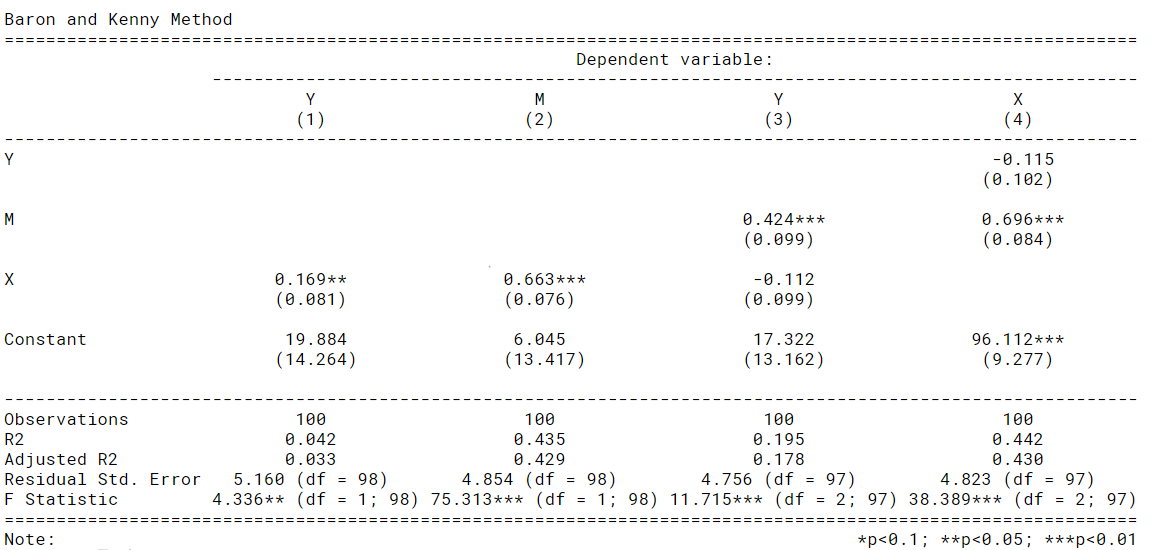 Baron and Kenny Method
=============================================================================================================
Dependent variable:
-----------------------------------------------------------------------------------------
Y M Y X
(1) (2) (3) (4)
-------------------------------------------------------------------------------------------------------------
Y -0.115
(0.102)
M 0.424*** 0.696***
(0.099) (0.084)
X 0.169** 0.663*** -0.112
(0.081) (0.076) (0.099)
Constant 19.884 6.045 17.322 96.112***
(14.264) (13.417) (13.162) (9.277)
-------------------------------------------------------------------------------------------------------------
Observations 100 100 100 100
R2 0.042 0.435 0.195 0.442
Adjusted R2 0.033 0.429 0.178 0.430
Residual Std. Error 5.160 (df = 98) 4.854 (df = 98) 4.756 (df = 97) 4.823 (df = 97)
F Statistic 4.336** (df = 1; 98) 75.313*** (df = 1; 98) 11.715*** (df = 2; 97) 38.389*** (df = 2; 97)
=============================================================================================================
Note: *p<0.1; **p<0.05; ***p<0.01